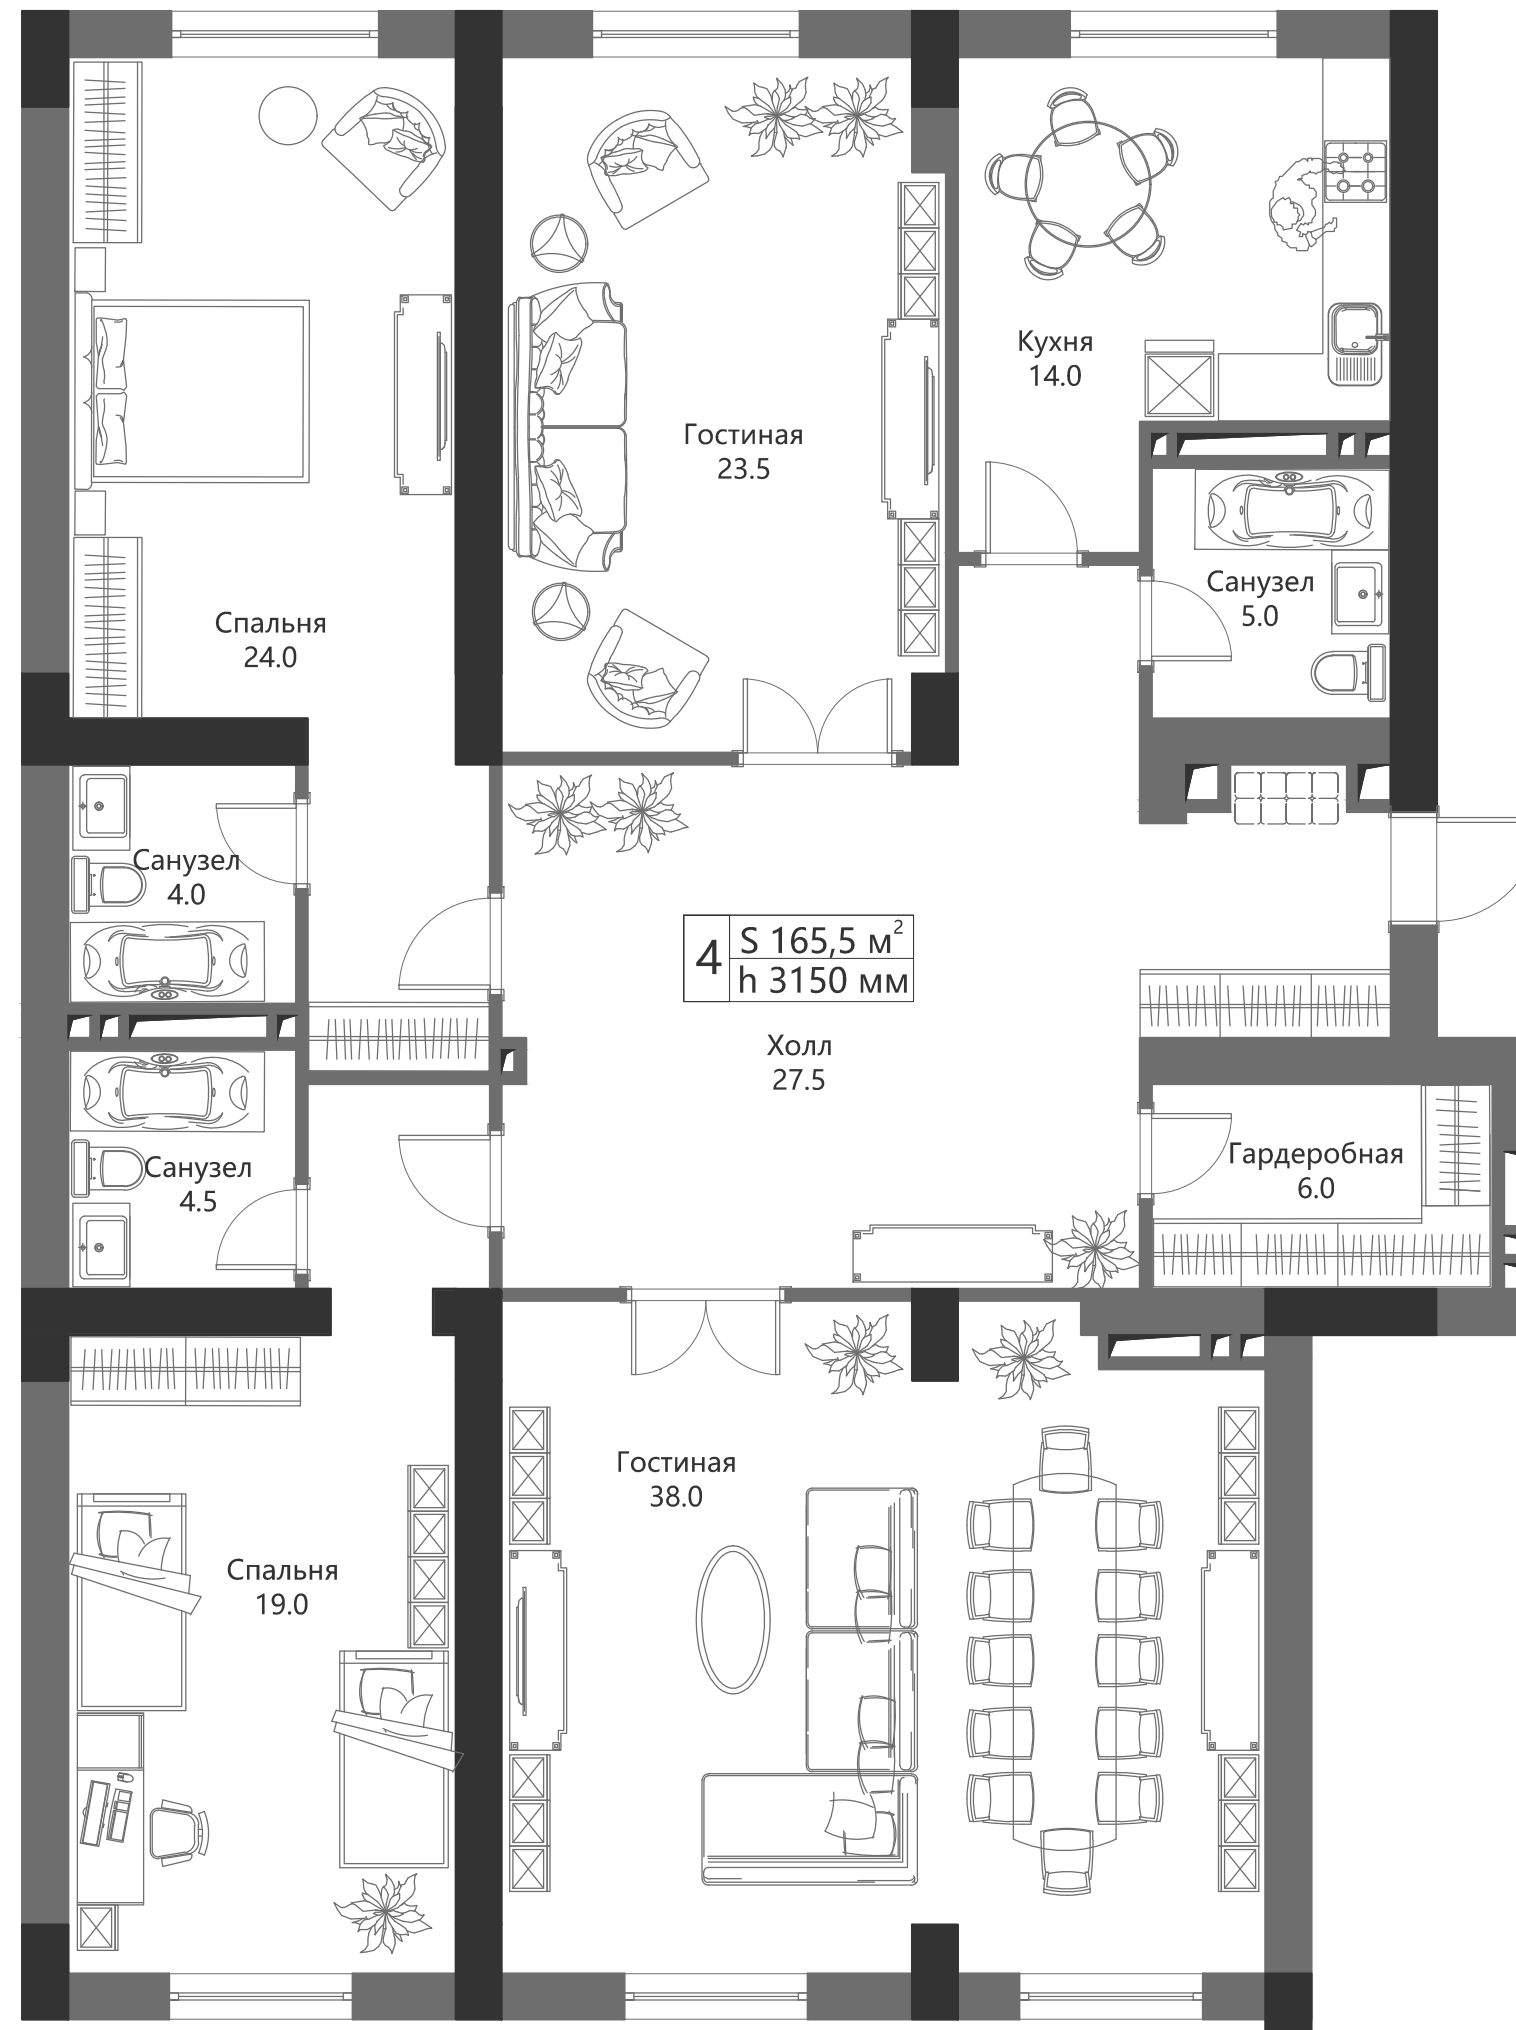 Кухня
14.0
Гостиная
23.5
Санузел
5.0
Спальня
24.0
Санузел
4.0
4
S 165,5 м²
h 3150 мм
Холл
27.5
Санузел
4.5
Гардеробная
6.0
Гостиная
38.0
Спальня
19.0